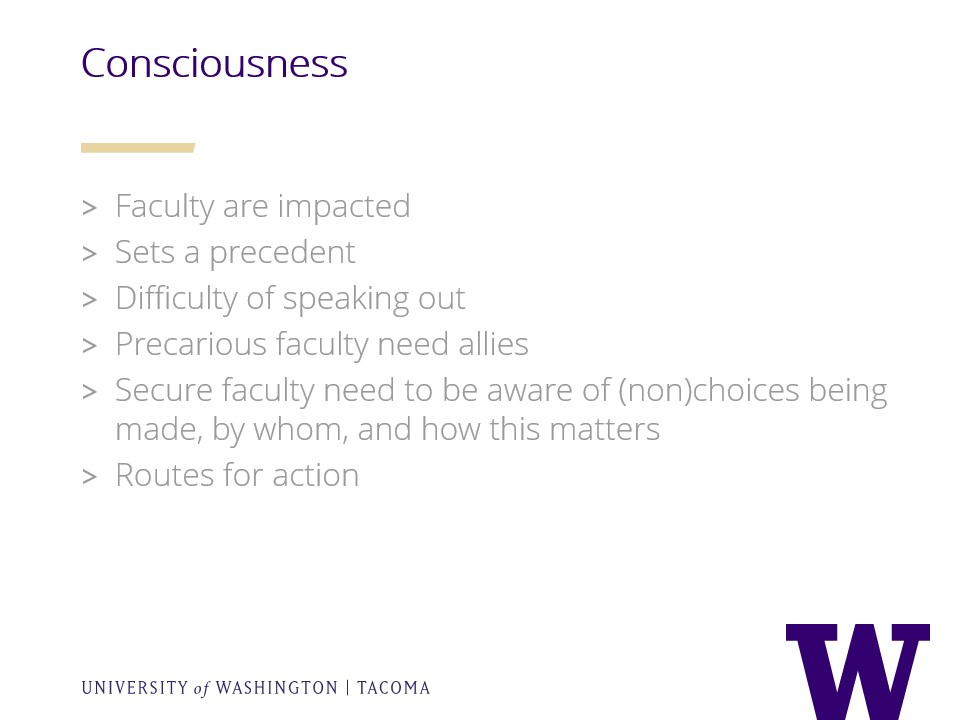 Consciousness
> Faculty are impacted
> Sets a precedent
> Difficulty of speaking out
> Precarious faculty need allies
> Secure faculty need to be aware of (non)choices being
made, by whom, and how this matters
> Routes for action
W
UNIVERSITY of WASHINGTON | TACOMA